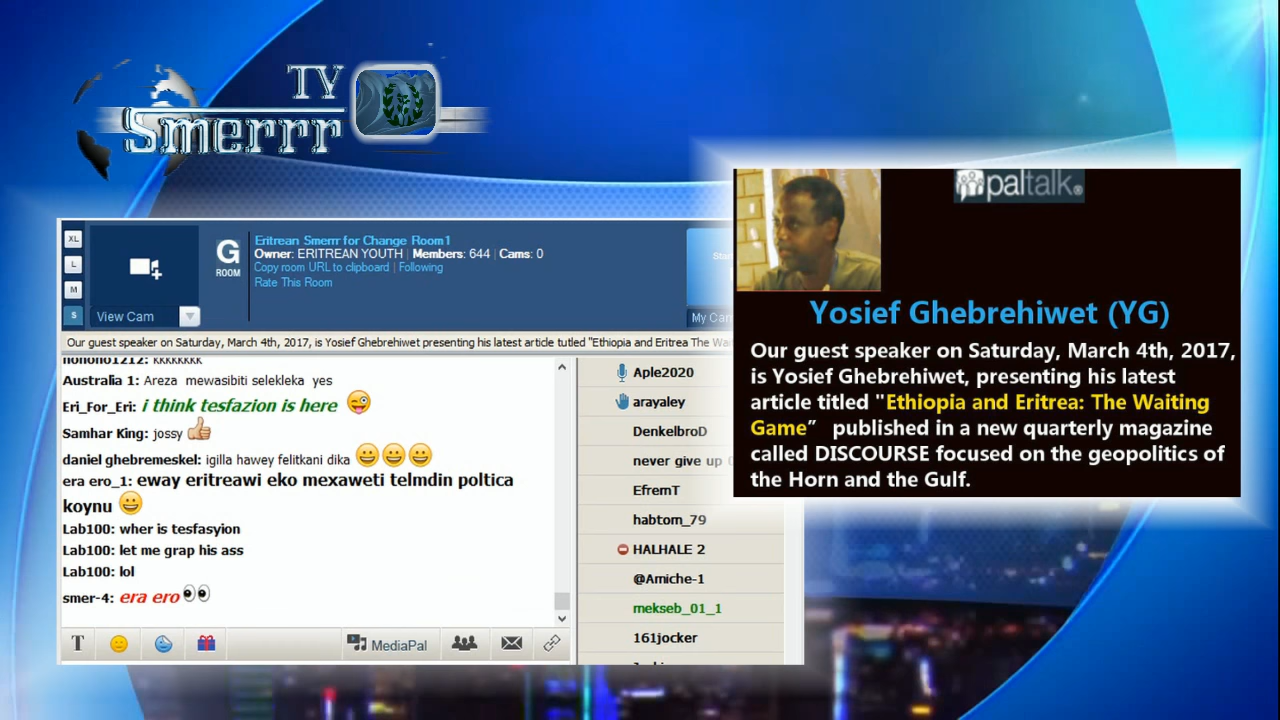 TV
Smerrr
XL
L
M
S
View Cam
G
ROOM
Eritrean Smerrr for Change Room1
Owner: ERITREAN YOUTH | Members: 644 | Cams: 0
Copy room URL to clipboard | Following
Rate This Room
My Cam
Our guest speaker on Saturday, March 4th, 2017, is Yosief Ghebrehiwet presenting his latest article tutled "Ethiopia and Eritrea The Wai
nonono1212: kkkkkkkk
Australia 1: Areza mewasibiti selekleka yes
Eri_For_Eri: i think tesfazion is here
Samhar King: jossy
daniel ghebremeskel: igilla hawey felitkani dika
era ero_1: eway eritreawi eko mexaweti telmdin poltica
koynu
Lab100: wher is tesfasyion
Lab100: let me grap his ass
Lab100: lol
smer-4: era ero
T
MediaPal
Aple2020
arayaley
DenkelbroD
never give up
EfremT
habtom_79
HALHALE 2
@Amiche-1
mekseb_01_1
161jocker
paltalk®
Yosief Ghebrehiwet (YG)
Our guest speaker on Saturday, March 4th, 2017,
is Yosief Ghebrehiwet, presenting his latest
article titled "Ethiopia and Eritrea: The Waiting
Game” published in a new quarterly magazine
called DISCOURSE focused on the geopolitics of
the Horn and the Gulf.